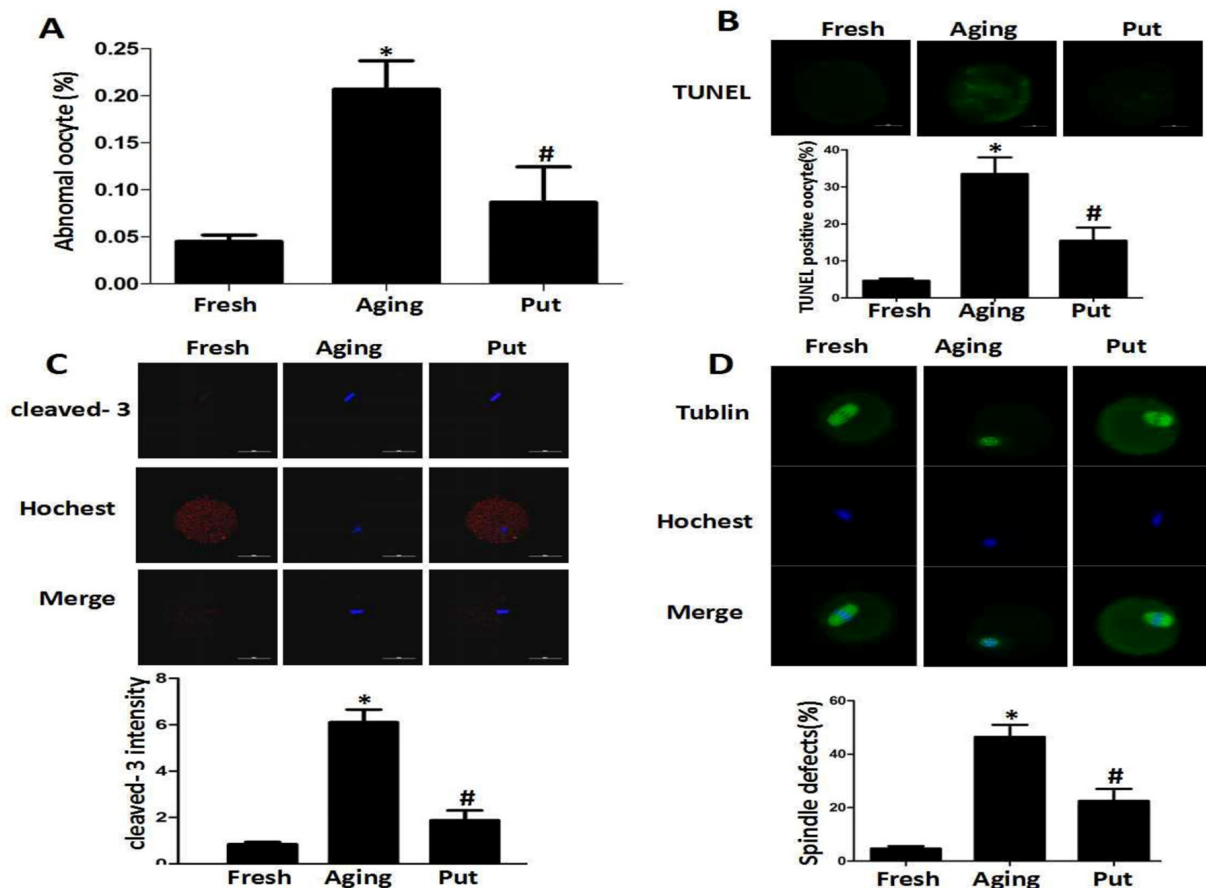 A
Abnomal oocyte (%)
0.25
0.20
0.15
0.10
0.05
0.00
*
#
Fresh Aging Put
B
Fresh Aging Put
TUNEL
TUNEL positive oocyte(%)
40
30
20
10
0
*
#
Fresh Aging Put
C
Fresh Aging Put
cleaved- 3
Hochest
Merge
cleaved- 3 intensity
8
6
4
2
0
*
#
Fresh Aging Put
D
Fresh Aging Put
Tublin
Hochest
Merge
Spindle defects(%)
60
40
20
0
*
#
Fresh Aging Put